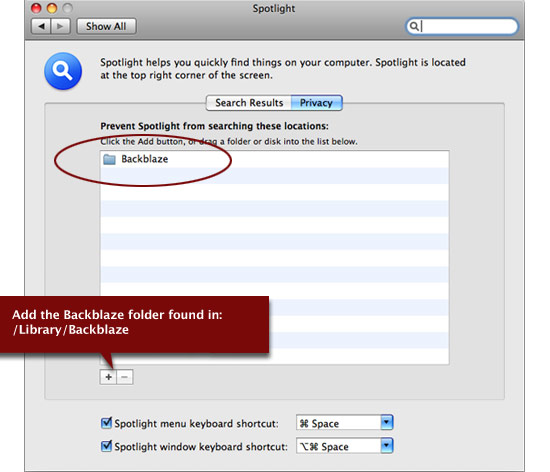 Spotlight
Show All
Spotlight helps you quickly find things on your computer. Spotlight is located
at the top right corner of the screen.
Search Results Privacy
Prevent Spotlight from searching these locations:
Click the Add button, or drag a folder or disk into the list below.
Backblaze
Add the Backblaze folder found in:
/Library/Backblaze
+ −
Spotlight menu keyboard shortcut: ⌘ Space
Spotlight window keyboard shortcut: ⌥⌘ Space